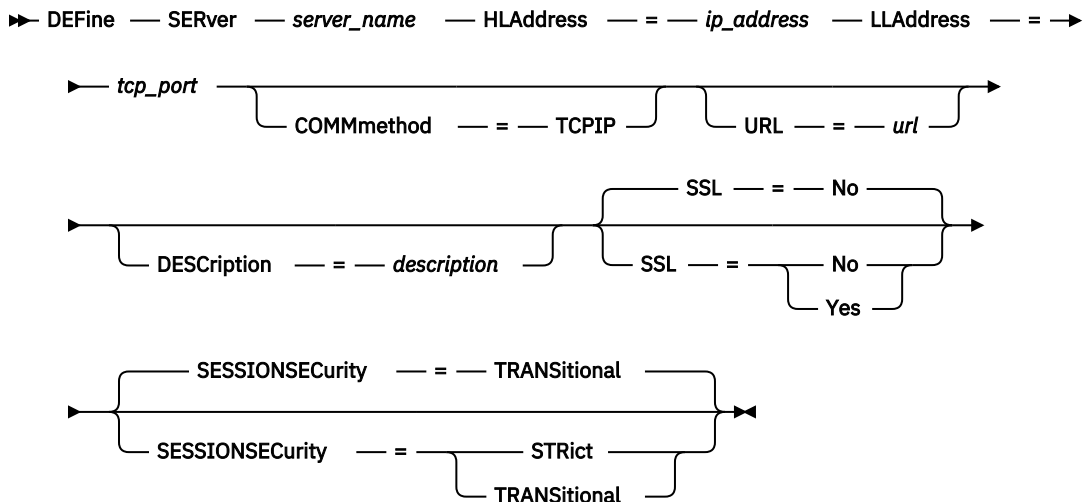 DEFine SERver server_name HLAddress = ip_address LLAddress =
tcp_port
COMMmethod = TCPIP URL = url
SSL = No
DESCription = description SSL = No
Yes
SESSIONSECurity = TRANSitional
SESSIONSECurity = STRict
TRANSitional